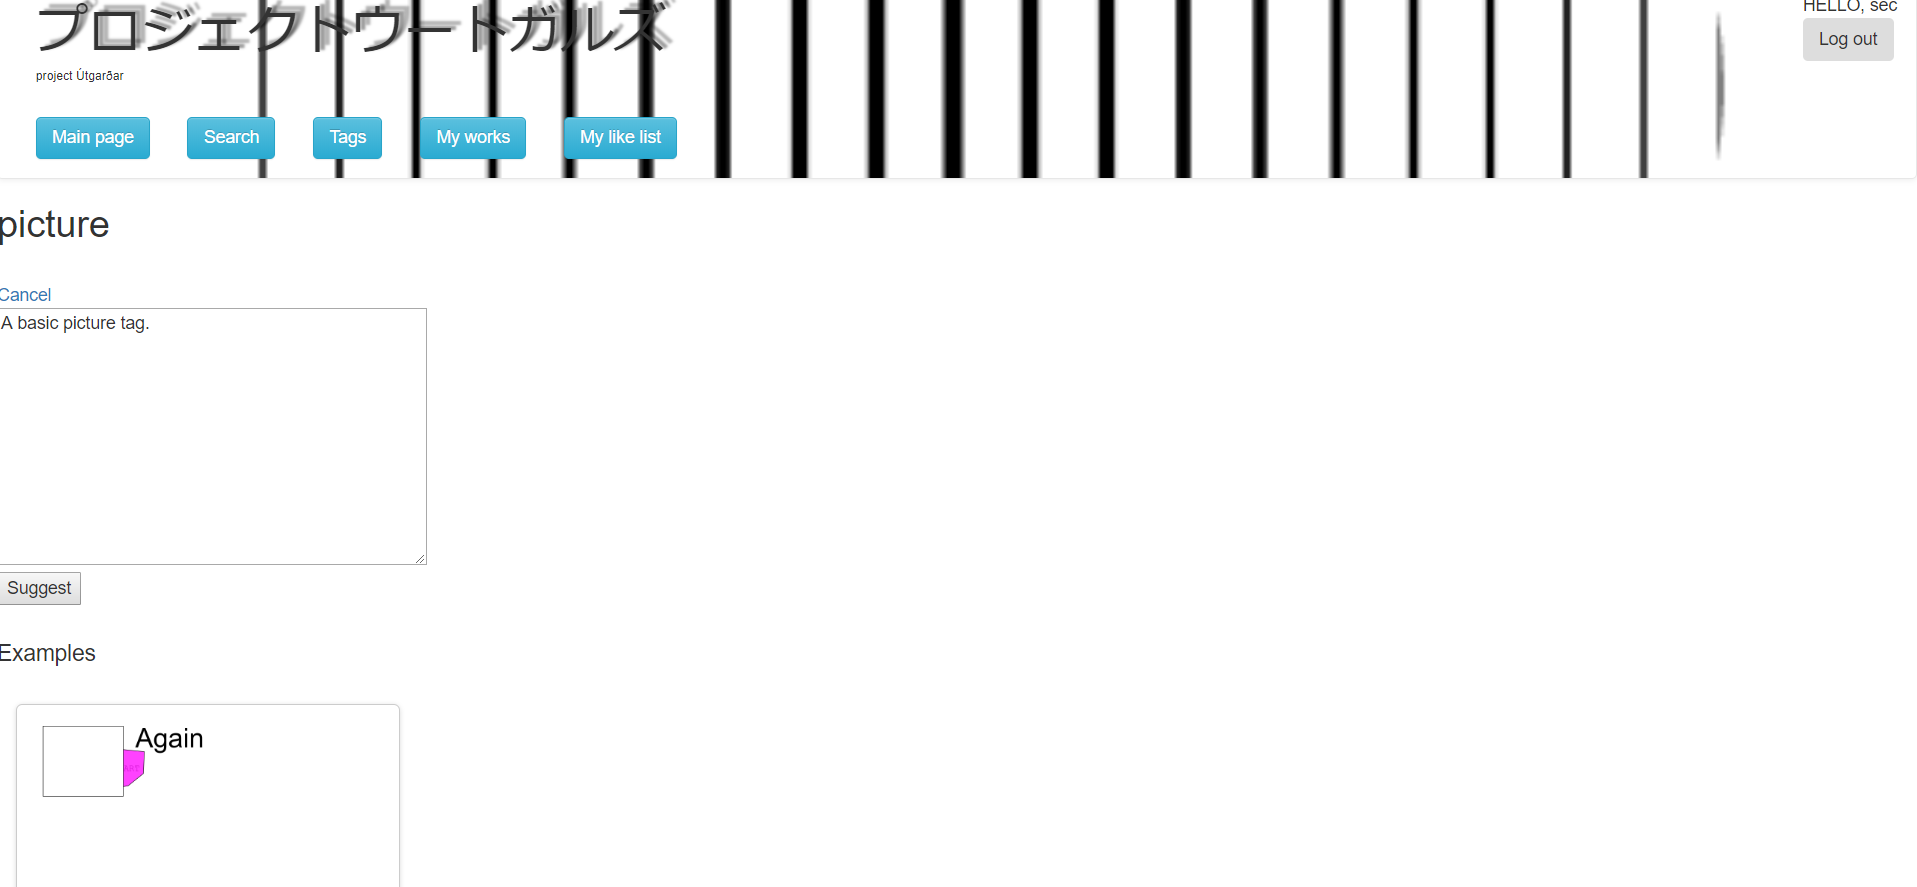 プロジェクトウートガルズ
HELLO, sec
Log out
project Útgarðar
Main page
Search
Tags
My works
My like list
picture
Cancel
A basic picture tag.
Suggest
Examples
Again